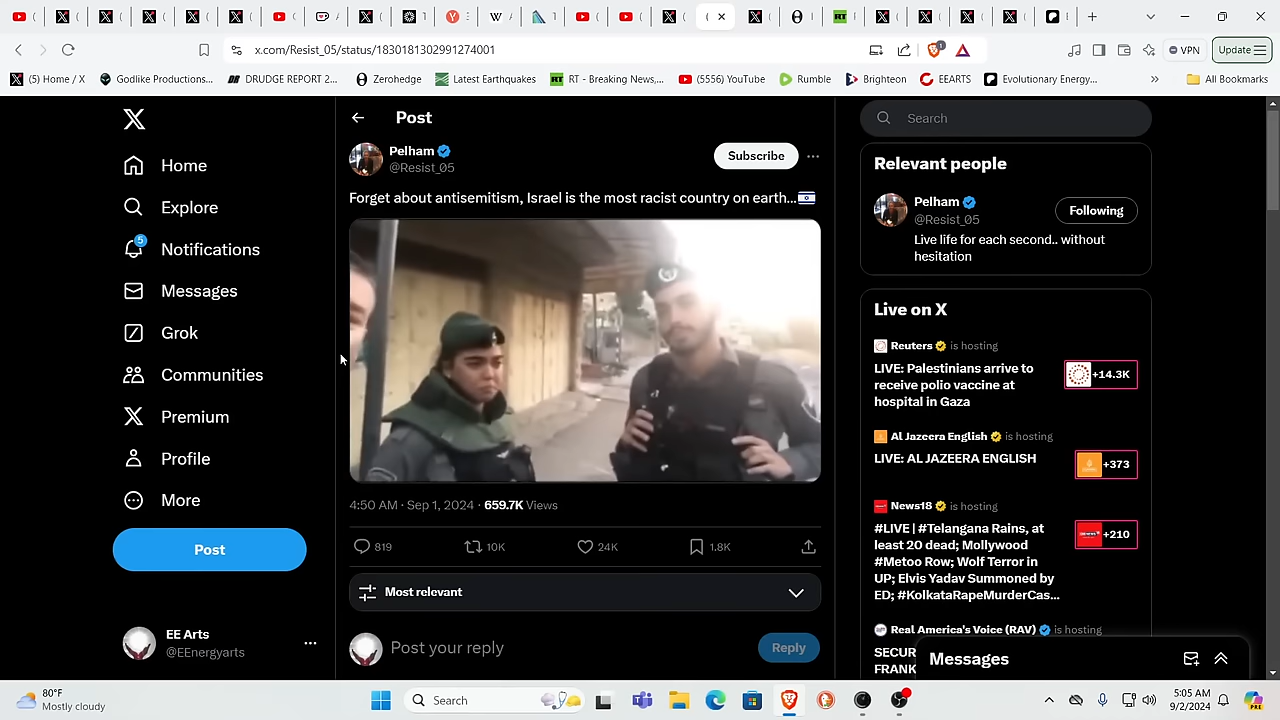 x.com/Resist_05/status/1830181302991274001
VPN
Update
(5) Home / X
Godlike Productions...
DRUDGE REPORT 2...
Zerohedge
Latest Earthquakes
RT - Breaking News,...
(5556) YouTube
Rumble
Brighteon
EEARTS
Evolutionary Energy...
All Bookmarks
Home
Explore
5
Notifications
Messages
Grok
Communities
Premium
Profile
More
Post
EE Arts
@EEnergyarts
Post
Pelham
@Resist_05
Subscribe
Forget about antisemitism, Israel is the most racist country on earth...🇮🇱
4:50 AM · Sep 1, 2024 · 659.7K Views
819
10K
24K
1.8K
Most relevant
Post your reply
Reply
Search
Relevant people
Pelham
@Resist_05
Following
Live life for each second.. without
hesitation
Live on X
Reuters is hosting
LIVE: Palestinians arrive to
receive polio vaccine at
hospital in Gaza
+14.3K
Al Jazeera English is hosting
LIVE: AL JAZEERA ENGLISH
+373
News18 is hosting
#LIVE | #Telangana Rains, at
least 20 dead; Mollywood
#Metoo Row; Wolf Terror in
UP; Elvis Yadav Summoned by
ED; #KolkataRapeMurderCas...
+210
Real America's Voice (RAV) is hosting
SECUR
FRANK
Messages
80°F
Mostly cloudy
Search
5:05 AM
9/2/2024